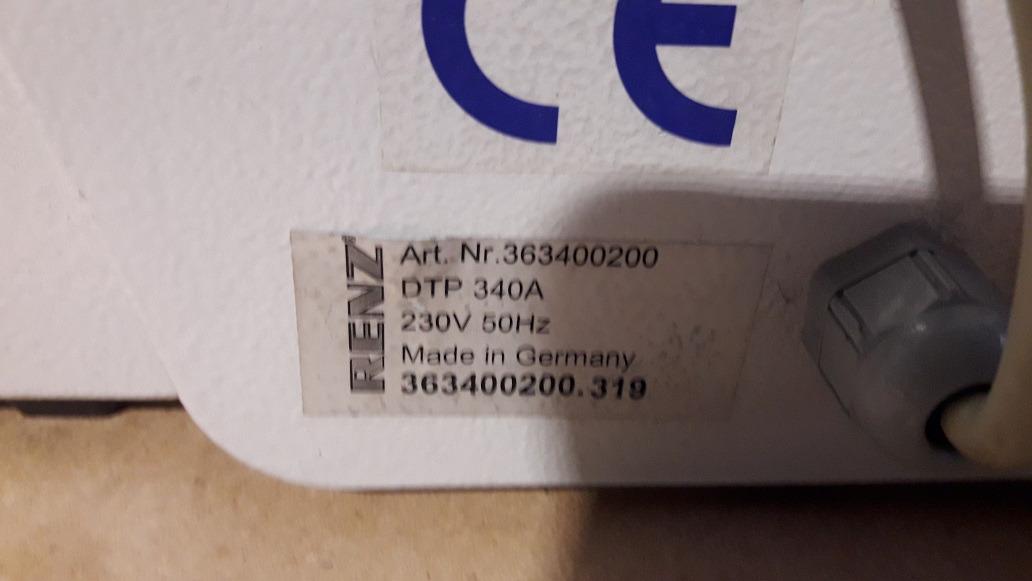 CE
RENZ®
Art. Nr.363400200
DTP 340A
230V 50Hz
Made in Germany
363400200.319